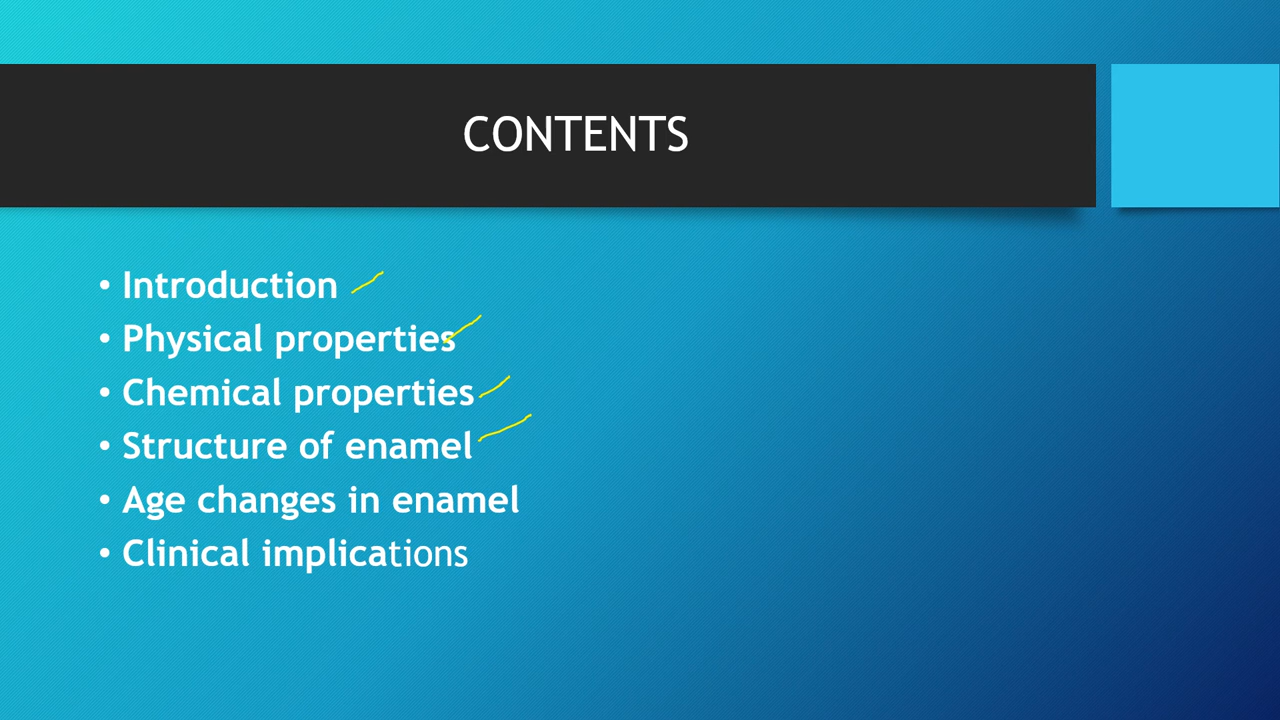 CONTENTS
• Introduction
• Physical properties
• Chemical properties
• Structure of enamel
• Age changes in enamel
• Clinical implications